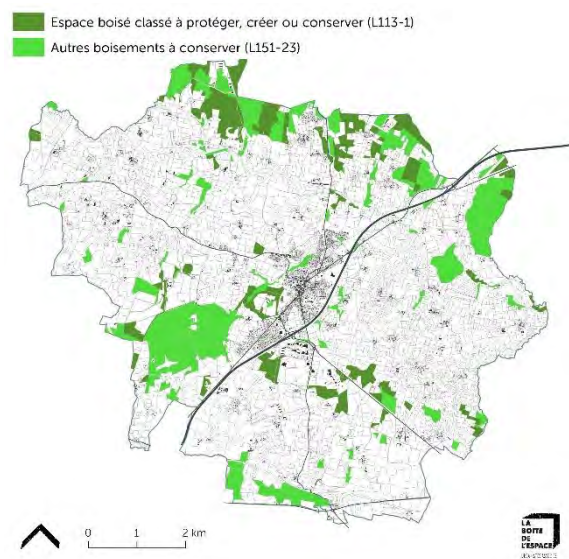 Espace boisé classé à protéger, créer ou conserver (L113-1)
Autres boisements à conserver (L151-23)
0 1 2 km
LA
BOITE
DE
L'ESPACE